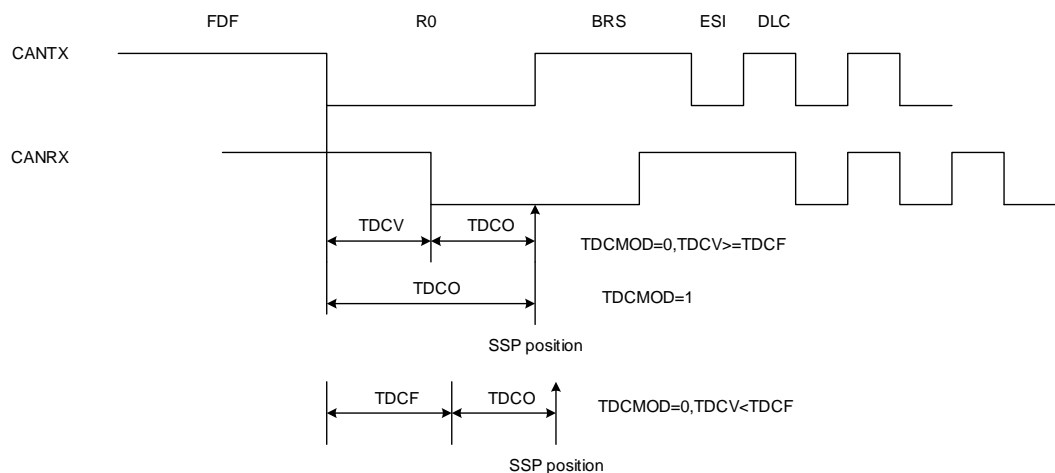 FDF R0 BRS ESI DLC
CANTX
CANRX
TDCV TDCO
TDCMOD=0,TDCV>=TDCF
TDCO TDCMOD=1
SSP position
TDCF TDCO TDCMOD=0,TDCV<TDCF
SSP position